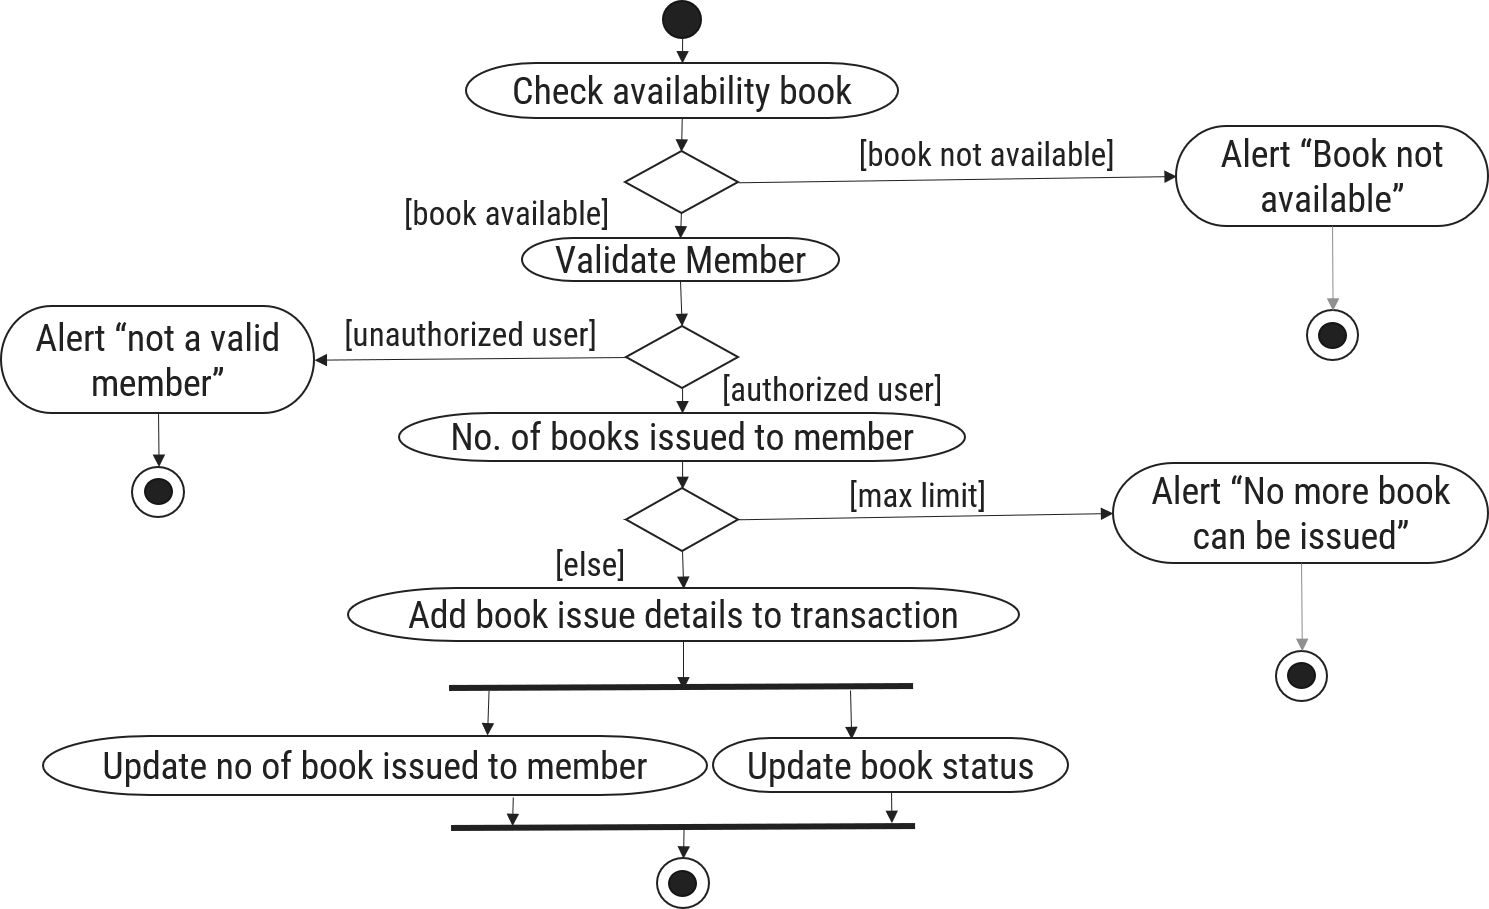 Check availability book
[book not available]
Alert “Book not
available”
[book available]
Validate Member
[unauthorized user]
Alert “not a valid
member”
[authorized user]
No. of books issued to member
[max limit]
Alert “No more book
can be issued”
[else]
Add book issue details to transaction
Update no of book issued to member
Update book status